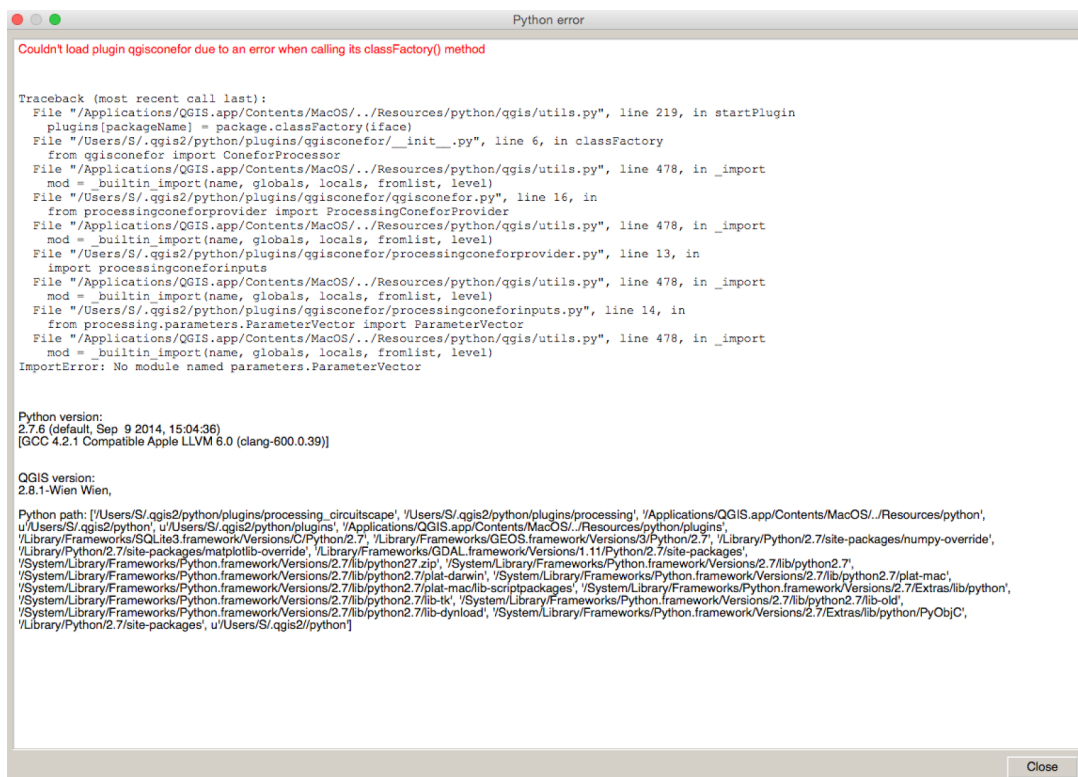 Python error
Couldn't load plugin qgisconefor due to an error when calling its classFactory() method
Traceback (most recent call last):
  File "/Applications/QGIS.app/Contents/MacOS/../Resources/python/qgis/utils.py", line 219, in startPlugin
    plugins[packageName] = package.classFactory(iface)
  File "/Users/S/.qgis2/python/plugins/qgisconefor/__init__.py", line 6, in classFactory
    from qgisconefor import ConeforProcessor
  File "/Applications/QGIS.app/Contents/MacOS/../Resources/python/qgis/utils.py", line 478, in _import
    mod = _builtin_import(name, globals, locals, fromlist, level)
  File "/Users/S/.qgis2/python/plugins/qgisconefor/qgisconefor.py", line 16, in
    from processingconeforprovider import ProcessingConeforProvider
  File "/Applications/QGIS.app/Contents/MacOS/../Resources/python/qgis/utils.py", line 478, in _import
    mod = _builtin_import(name, globals, locals, fromlist, level)
  File "/Users/S/.qgis2/python/plugins/qgisconefor/processingconeforprovider.py", line 13, in
    import processingconeforinputs
  File "/Applications/QGIS.app/Contents/MacOS/../Resources/python/qgis/utils.py", line 478, in _import
    mod = _builtin_import(name, globals, locals, fromlist, level)
  File "/Users/S/.qgis2/python/plugins/qgisconefor/processingconeforinputs.py", line 14, in
    from processing.parameters.ParameterVector import ParameterVector
  File "/Applications/QGIS.app/Contents/MacOS/../Resources/python/qgis/utils.py", line 478, in _import
    mod = _builtin_import(name, globals, locals, fromlist, level)
ImportError: No module named parameters.ParameterVector
Python version:
2.7.6 (default, Sep  9 2014, 15:04:36)
[GCC 4.2.1 Compatible Apple LLVM 6.0 (clang-600.0.39)]
QGIS version:
2.8.1-Wien Wien,
Python path: ['/Users/S/.qgis2/python/plugins/processing_circuitscape', '/Users/S/.qgis2/python/plugins/processing', '/Applications/QGIS.app/Contents/MacOS/../Resources/python',
u'/Users/S/.qgis2/python', u'/Users/S/.qgis2/python/plugins', '/Applications/QGIS.app/Contents/MacOS/../Resources/python/plugins',
'/Library/Frameworks/SQLite3.framework/Versions/C/Python/2.7', '/Library/Frameworks/GEOS.framework/Versions/3/Python/2.7', '/Library/Python/2.7/site-packages/numpy-override',
'/Library/Python/2.7/site-packages/matplotlib-override', '/Library/Frameworks/GDAL.framework/Versions/1.11/Python/2.7/site-packages',
'/System/Library/Frameworks/Python.framework/Versions/2.7/lib/python27.zip', '/System/Library/Frameworks/Python.framework/Versions/2.7/lib/python2.7',
'/System/Library/Frameworks/Python.framework/Versions/2.7/lib/python2.7/plat-darwin', '/System/Library/Frameworks/Python.framework/Versions/2.7/lib/python2.7/plat-mac',
'/System/Library/Frameworks/Python.framework/Versions/2.7/lib/python2.7/plat-mac/lib-scriptpackages', '/System/Library/Frameworks/Python.framework/Versions/2.7/Extras/lib/python',
'/System/Library/Frameworks/Python.framework/Versions/2.7/lib/python2.7/lib-tk', '/System/Library/Frameworks/Python.framework/Versions/2.7/lib/python2.7/lib-old',
'/System/Library/Frameworks/Python.framework/Versions/2.7/lib/python2.7/lib-dynload', '/System/Library/Frameworks/Python.framework/Versions/2.7/Extras/lib/python/PyObjC',
'/Library/Python/2.7/site-packages', u'/Users/S/.qgis2//python']
Close